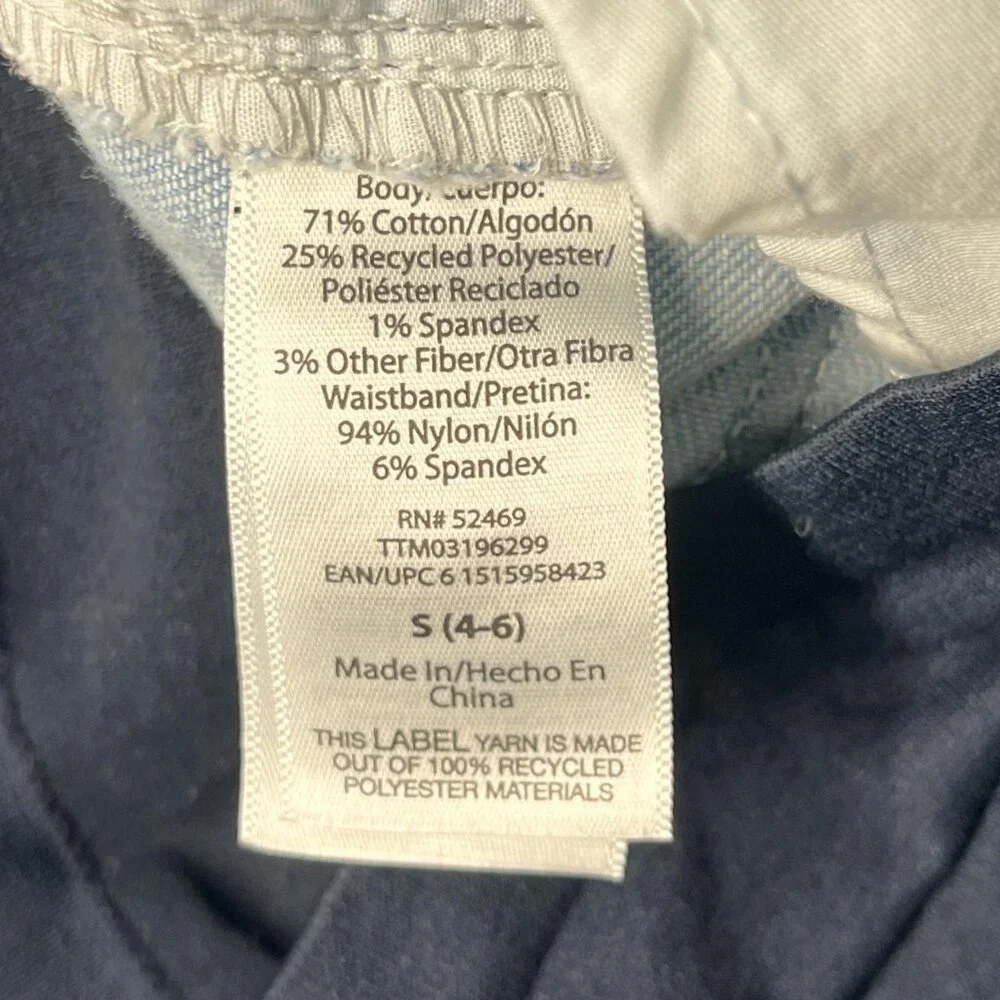 Body, Cuerpo:
71% Cotton/Algodón
25% Recycled Polyester/
Poliéster Reciclado
1% Spandex
3% Other Fiber/Otra Fibra
Waistband/Pretina:
94% Nylon/Nilón
6% Spandex
RN# 52469
TTM03196299
EAN/UPC 6 1515958423
S (4-6)
Made In/Hecho En
China
THIS LABEL YARN IS MADE
OUT OF 100% RECYCLED
POLYESTER MATERIALS